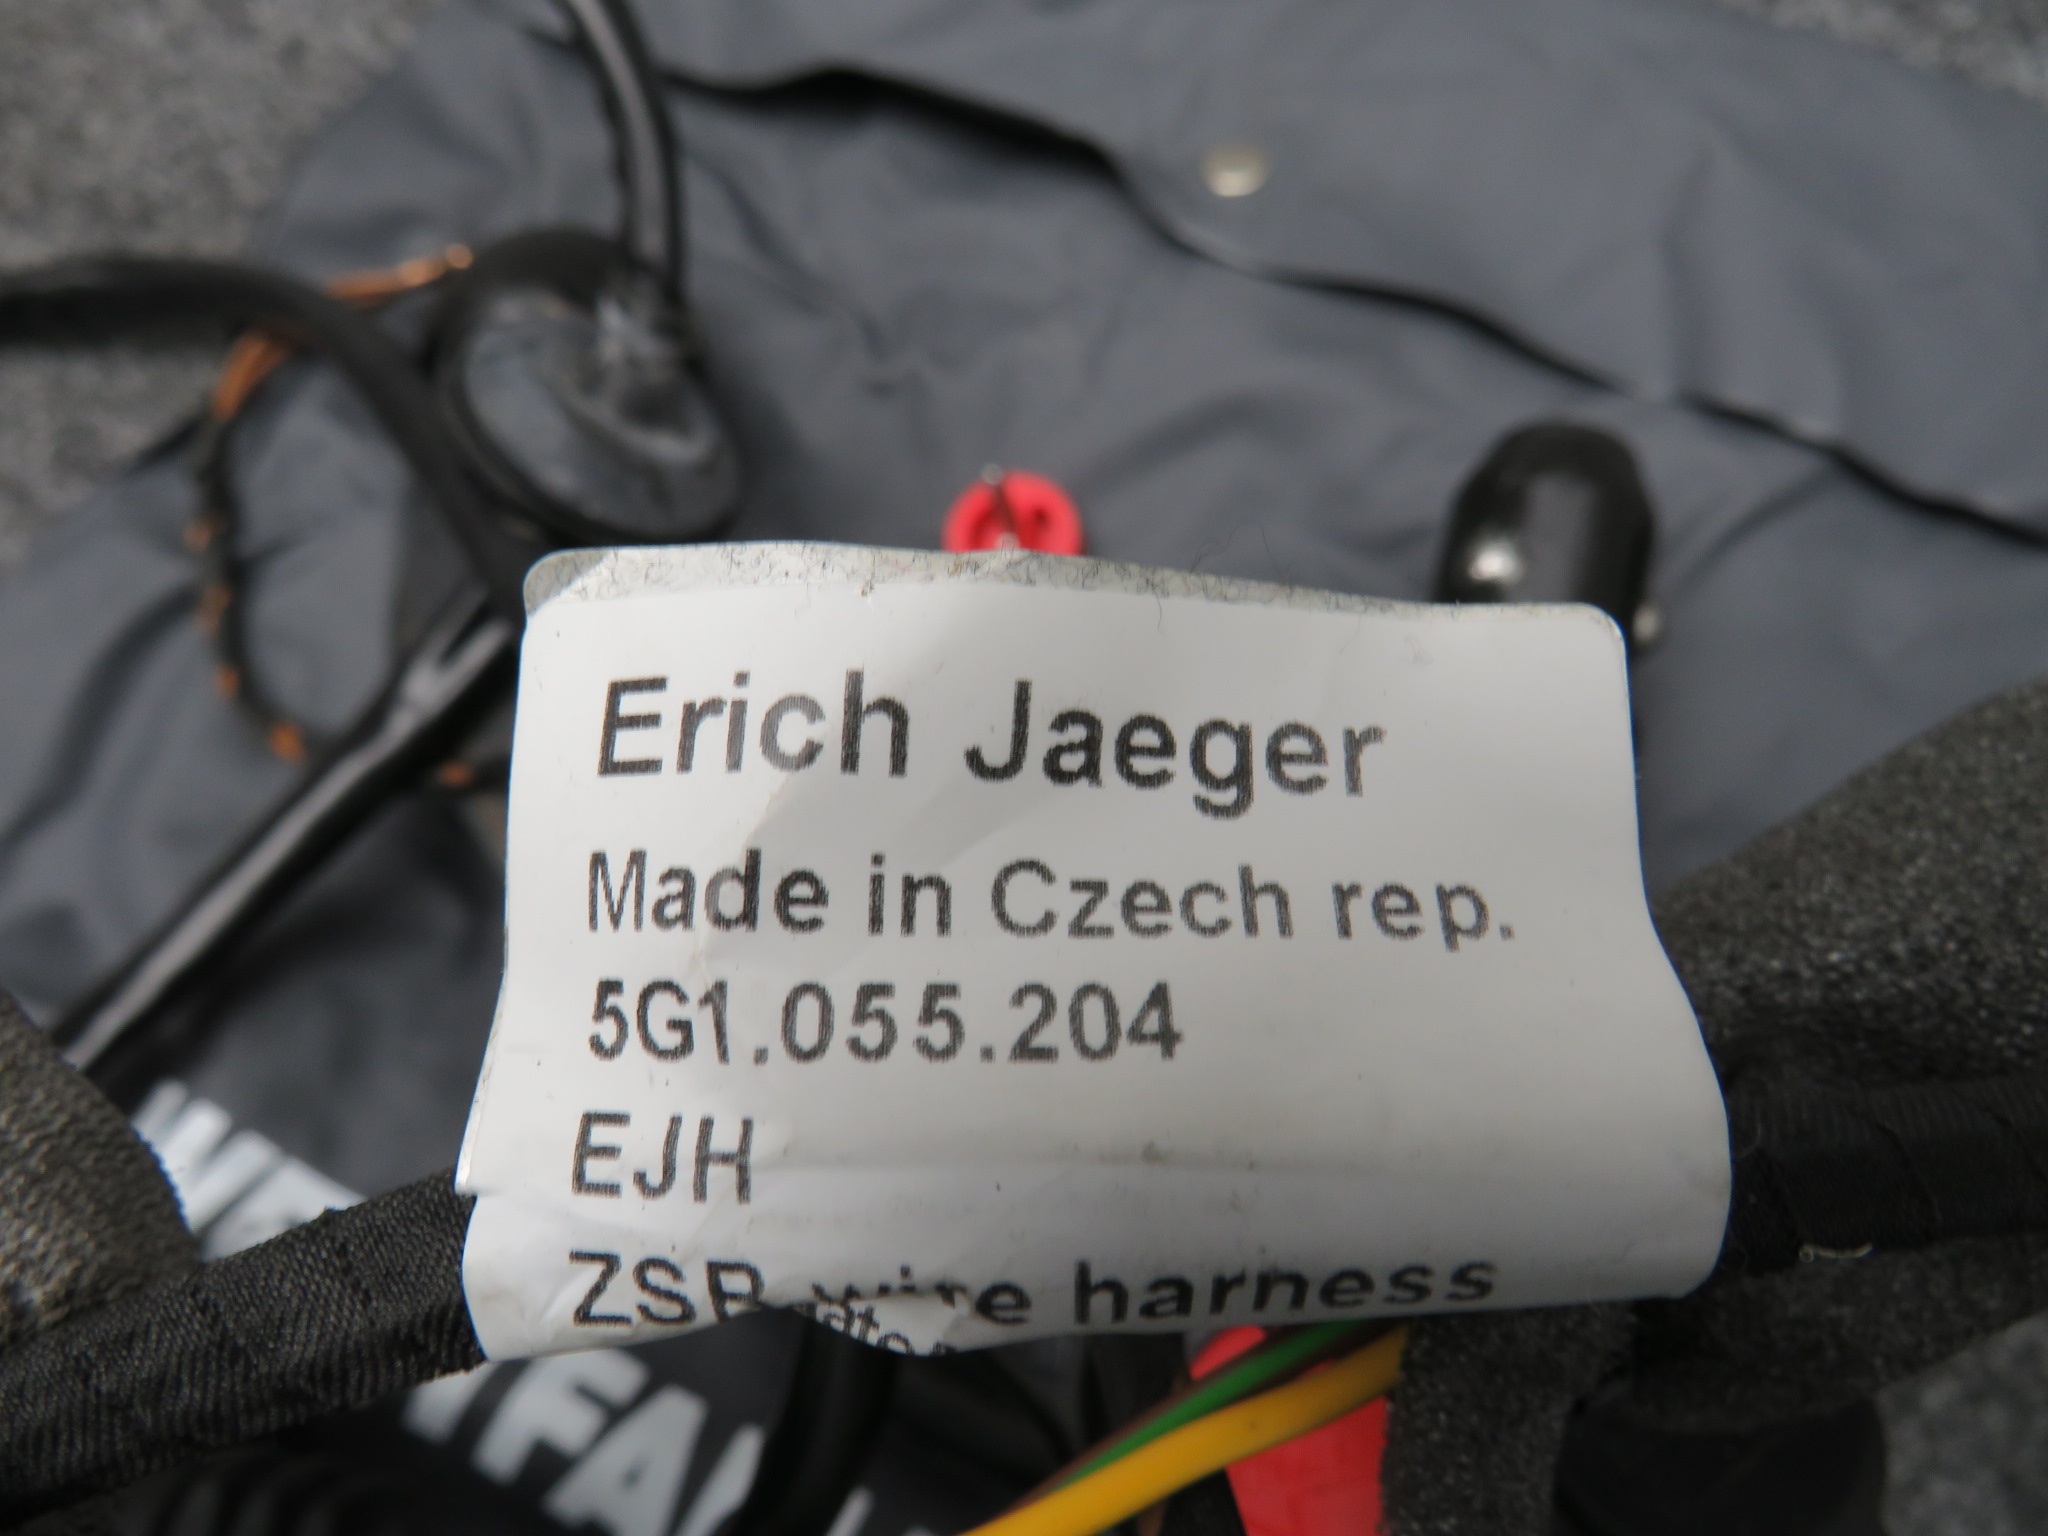 Erich Jaeger
Made in Czech rep.
5G1.055.204
EJH
ZSB wire harness